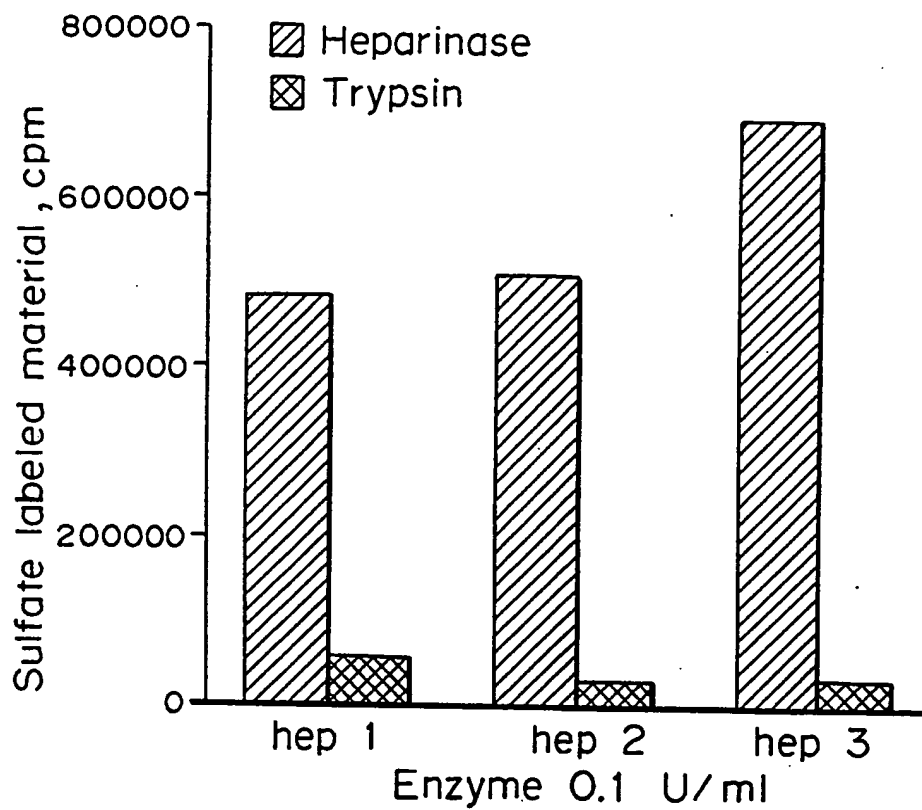 800000
Heparinase
Trypsin
600000
400000
200000
0
Sulfate labeled material, cpm
hep 1
hep 2
hep 3
Enzyme 0.1 U/ml